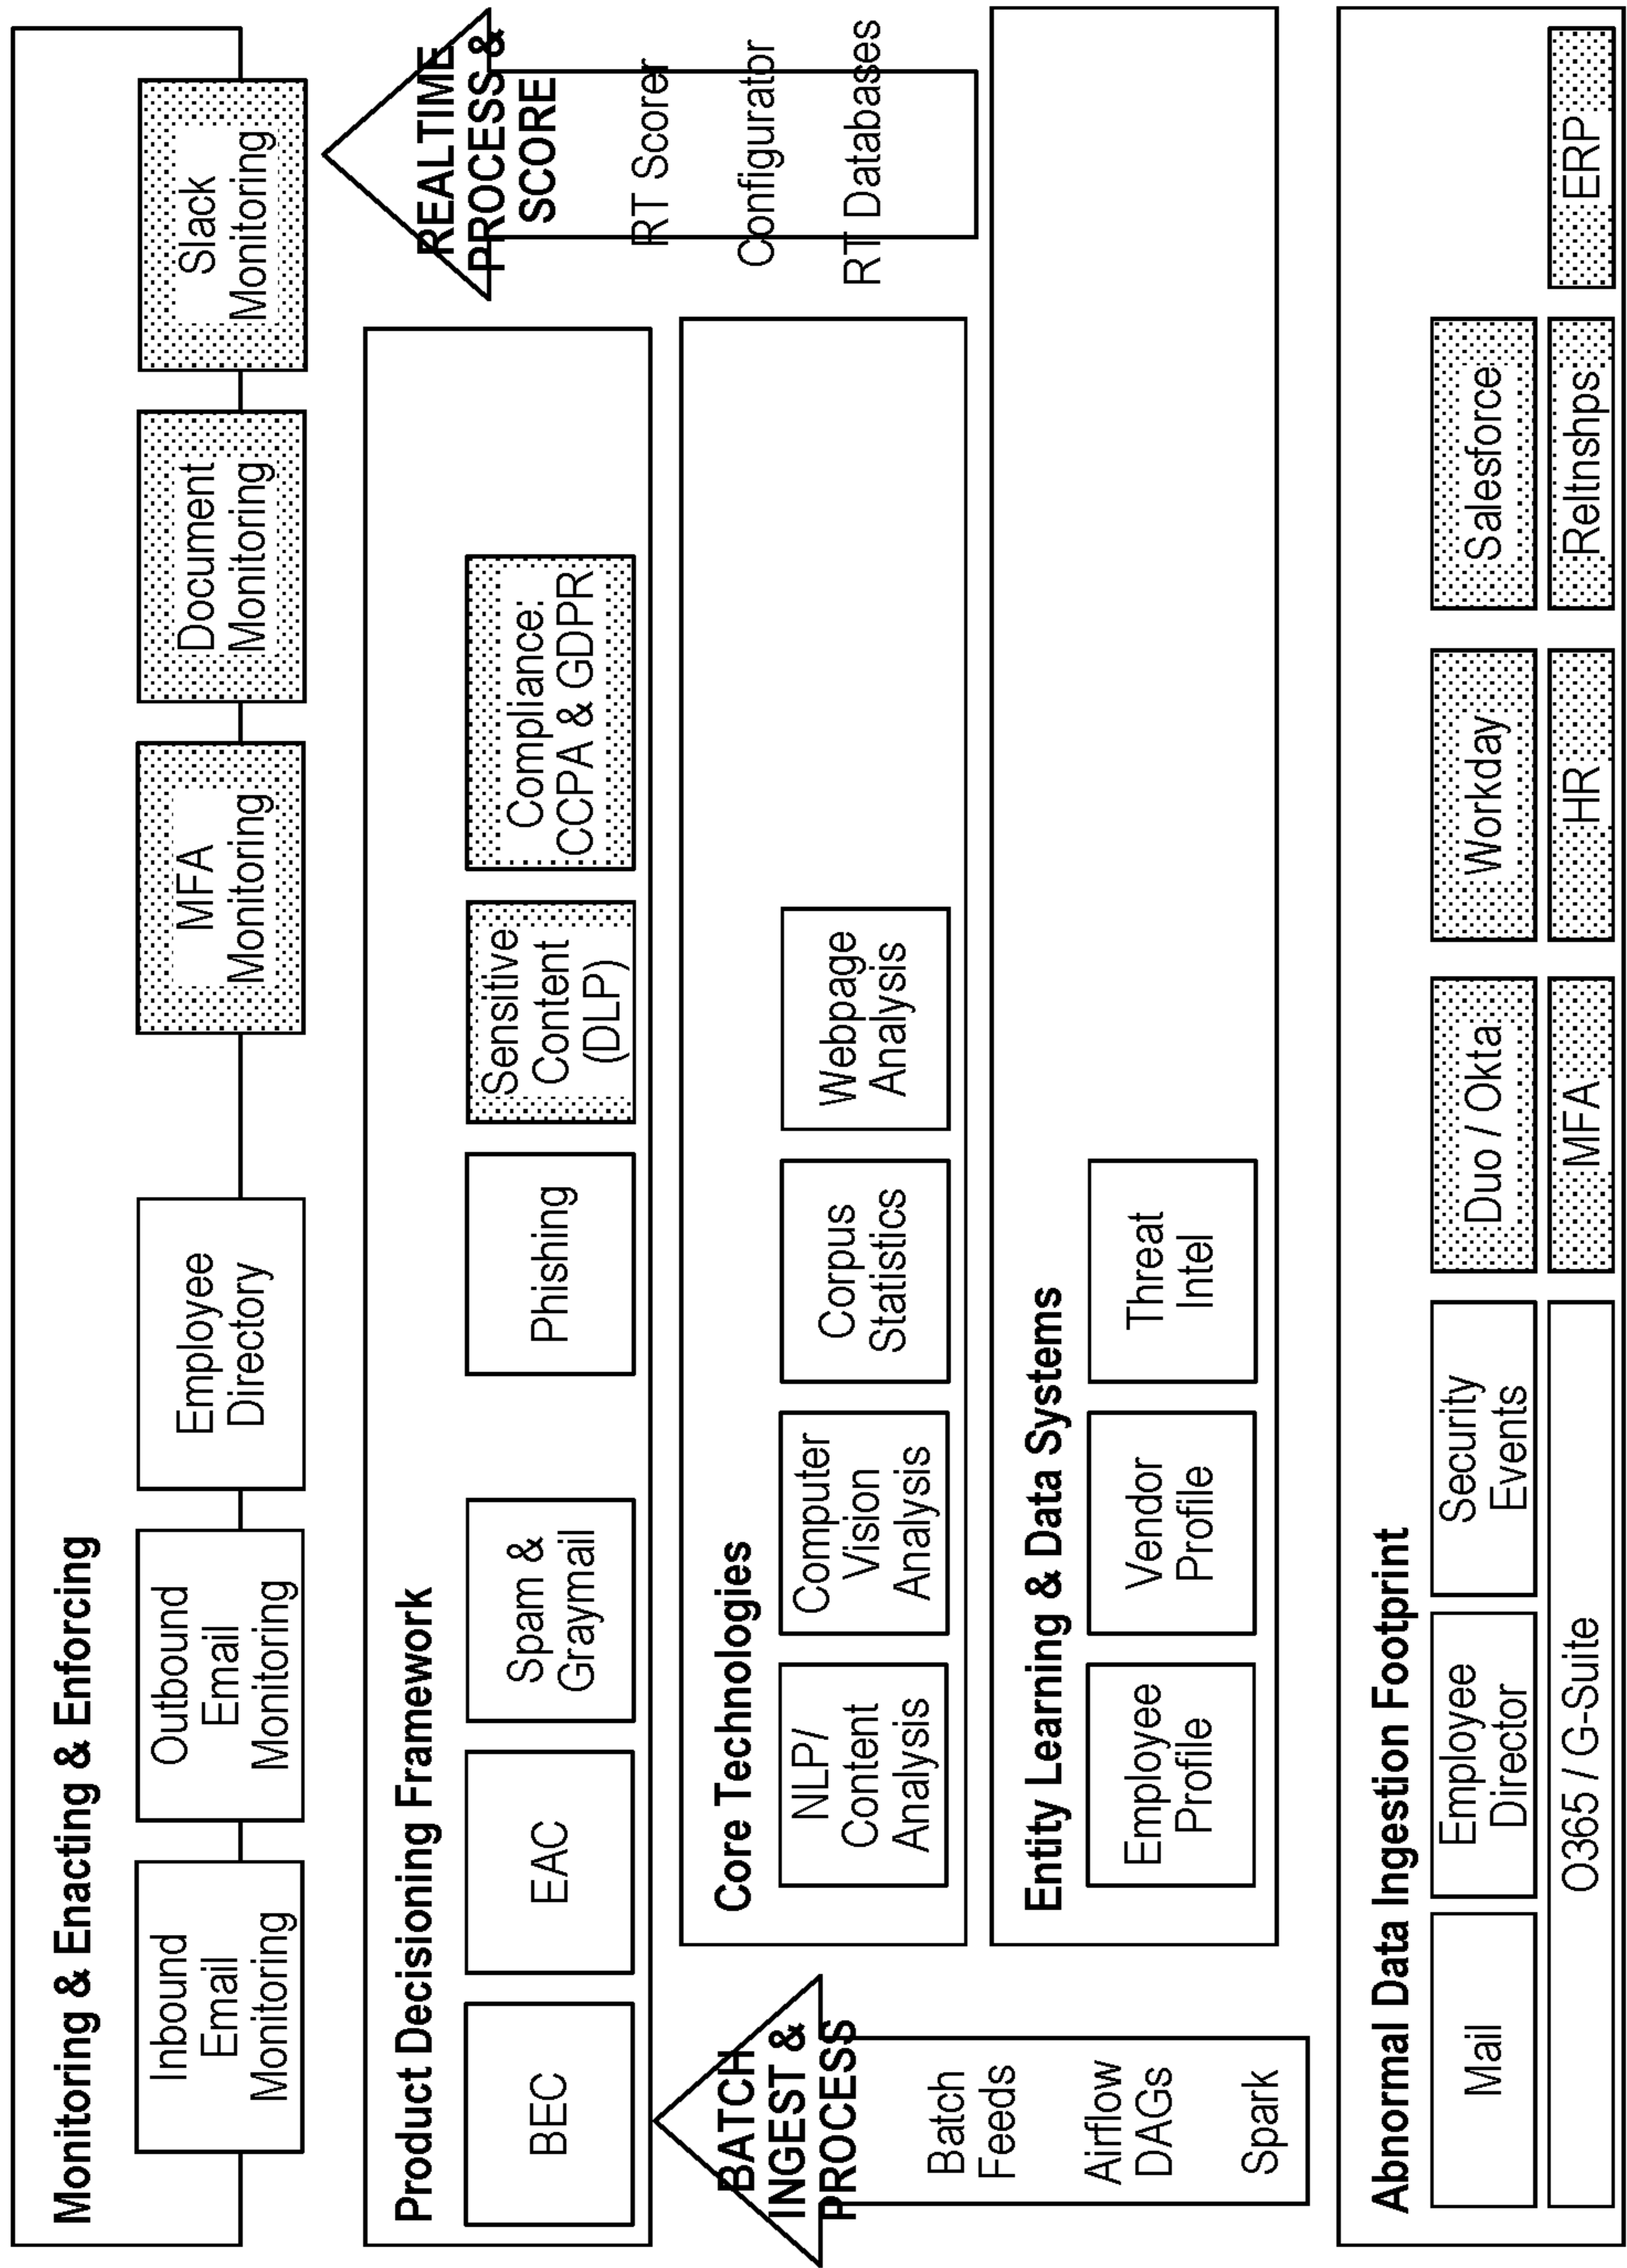 Monitoring & Enacting & Enforcing
Inbound
Email
Monitoring
Outbound
Email
Monitoring
Employee
Directory
MFA
Monitoring
Document
Monitoring
Slack
Monitoring
Product Decisioning Framework
BEC
EAC
Spam &
Graymail
Phishing
Sensitive
Content
(DLP)
Compliance:
CCPA & GDPR
REALTIME
PROCESS &
SCORE
RT Scorer
Configurator
RT Databases
BATCH
INGEST &
PROCESS
Batch
Feeds
Airflow
DAGs
Spark
Core Technologies
NLP/
Content
Analysis
Computer
Vision
Analysis
Corpus
Statistics
Webpage
Analysis
Entity Learning & Data Systems
Employee
Profile
Vendor
Profile
Threat
Intel
Abnormal Data Ingestion Footprint
Mail
Employee
Director
Security
Events
Duo / Okta
Workday
Salesforce
O365 / G-Suite
MFA
HR
Reltnshps
ERP